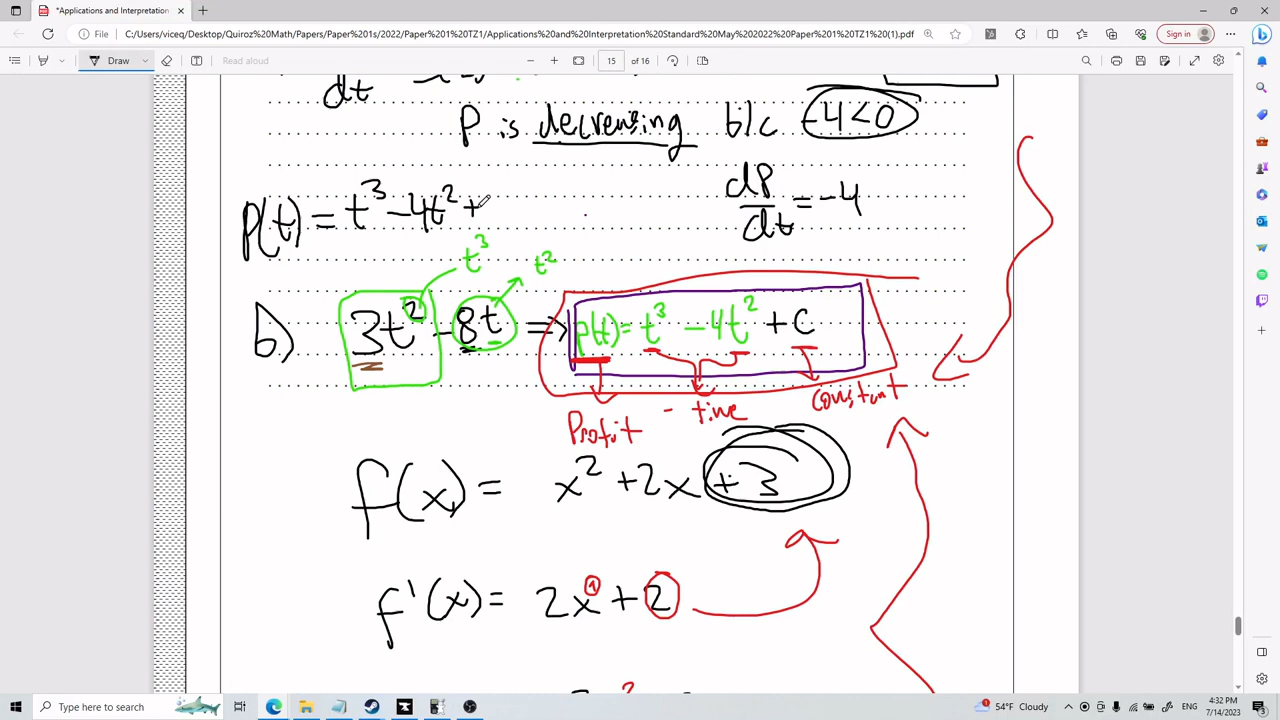 *Applications and Interpretation
C:/Users/viceq/Desktop/Quiroz%20Math/Papers/Paper%201s/2022/Paper%201%20TZ1/Applications%20and%20Interpretation%20Standard%20May%202022%20Paper%201%20TZ1%20(1).pdf
Sign in
Draw
Read aloud
15 of 16
dt
P is decreasing b/c -4<0
P(t) = t³ - 4t² +
dP/dt = -4
t³
t²
b) 3t² - 8t => p(t) = t³ - 4t² + C
Profit - time constant
f(x) = x² + 2x + 3
f'(x) = 2x¹ + 2
Type here to search
54°F Cloudy
4:32 PM
7/14/2023